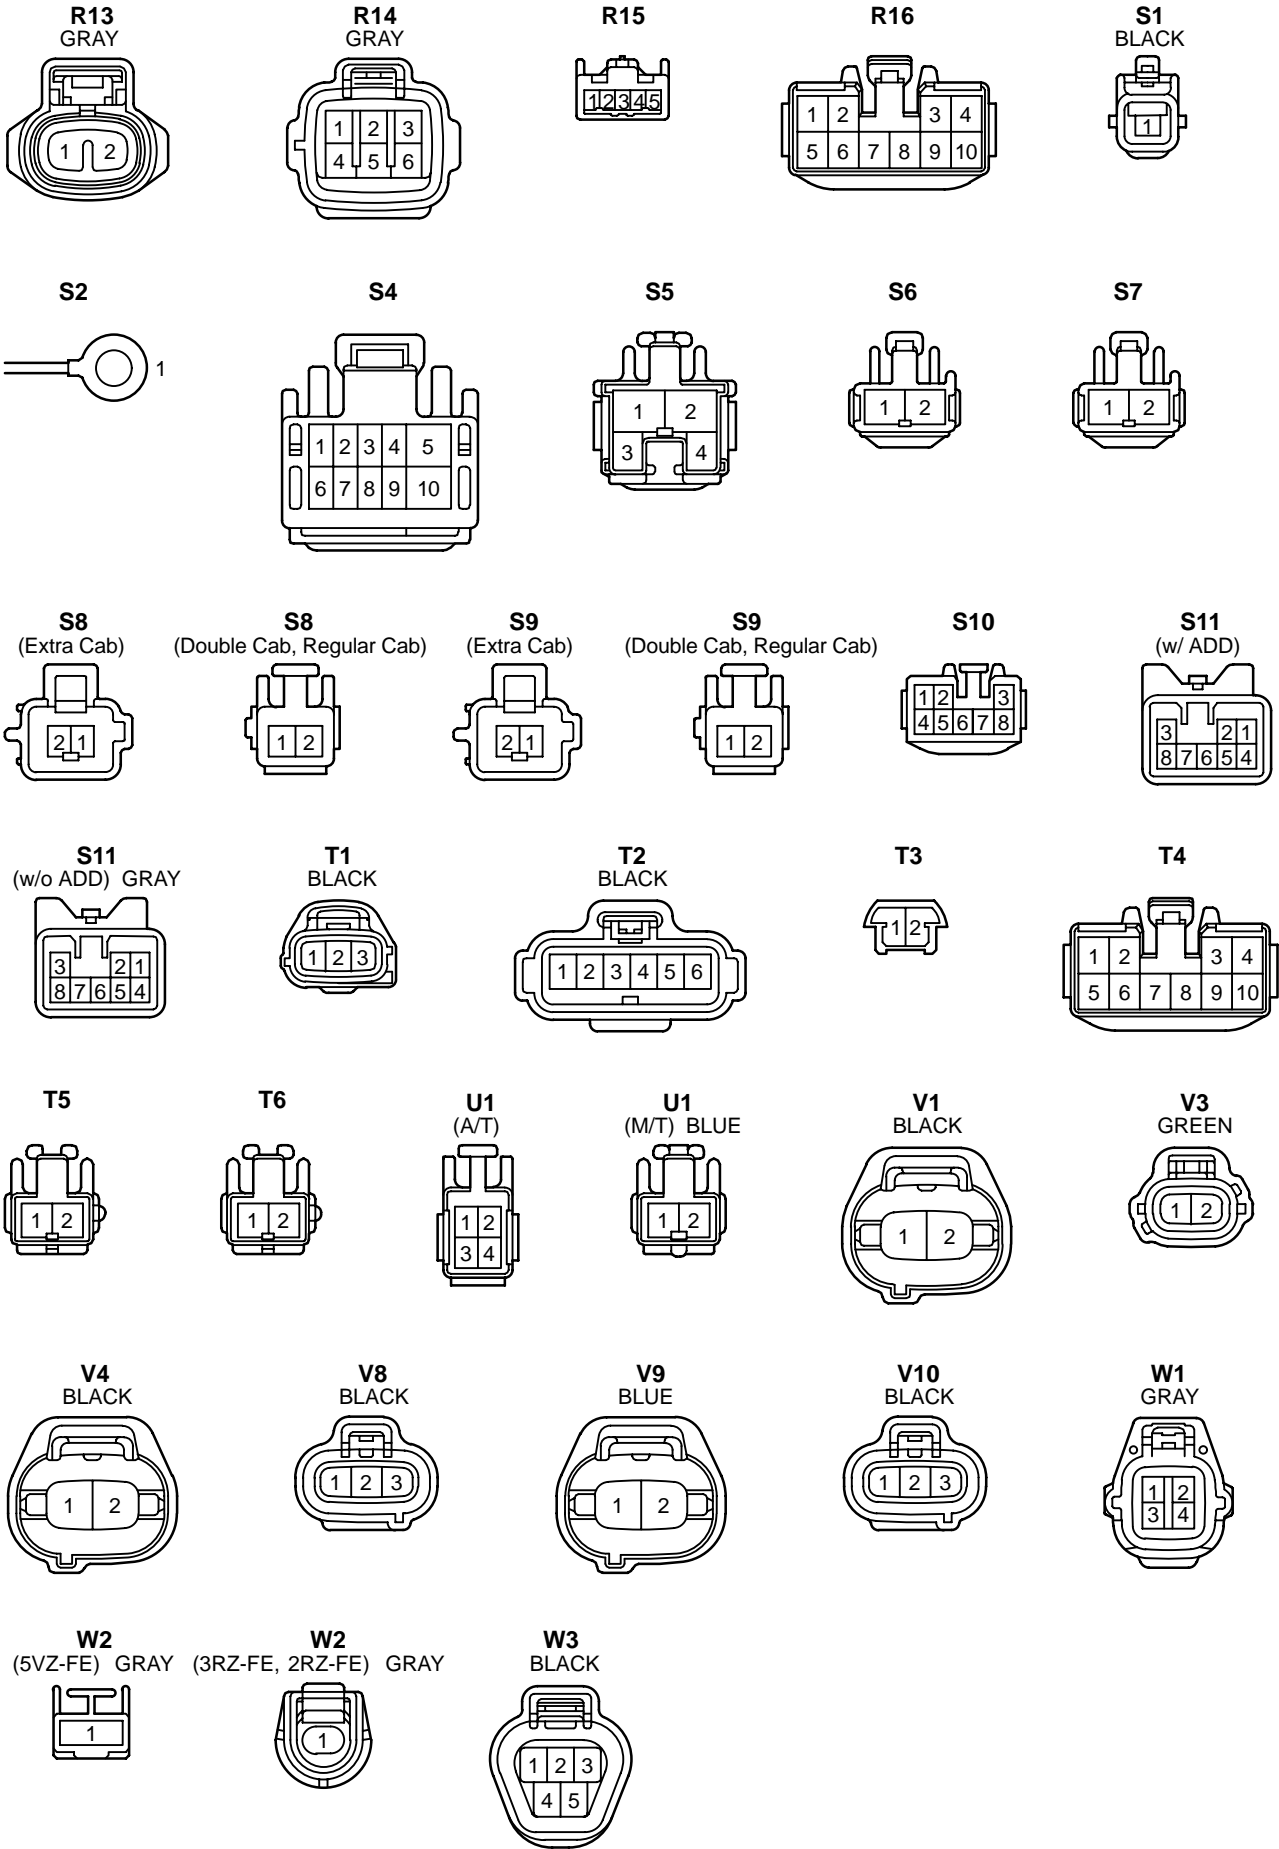 R13 R14 R15 R16 S1
GRAY GRAY BLACK
1 2
1 2 3
4 5 6
1 2 3 4 5
1 2 3 4
5 6 7 8 9 10
1
S2 S4 S5 S6 S7
1
1 2 3 4 5
6 7 8 9 10
1 2
3 4
1 2
1 2
S8 S8 S9 S9 S10 S11
(Extra Cab) (Double Cab, Regular Cab) (Extra Cab) (Double Cab, Regular Cab) (w/ ADD)
2 1
1 2
2 1
1 2
1 2 3
4 5 6 7 8
3 2 1
8 7 6 5 4
S11 T1 T2 T3 T4
(w/o ADD) GRAY BLACK BLACK
3 2 1
8 7 6 5 4
1 2 3
1 2 3 4 5 6
1 2
1 2 3 4
5 6 7 8 9 10
T5 T6 U1 U1 V1 V3
(A/T) (M/T) BLUE BLACK GREEN
1 2
1 2
1 2
3 4
1 2
1 2
1 2
V4 V8 V9 V10 W1
BLACK BLACK BLUE BLACK GRAY
1 2
1 2 3
1 2
1 2 3
1 2
3 4
W2 W2 W3
(5VZ-FE) GRAY (3RZ-FE, 2RZ-FE) GRAY BLACK
1
1
1 2 3
4 5